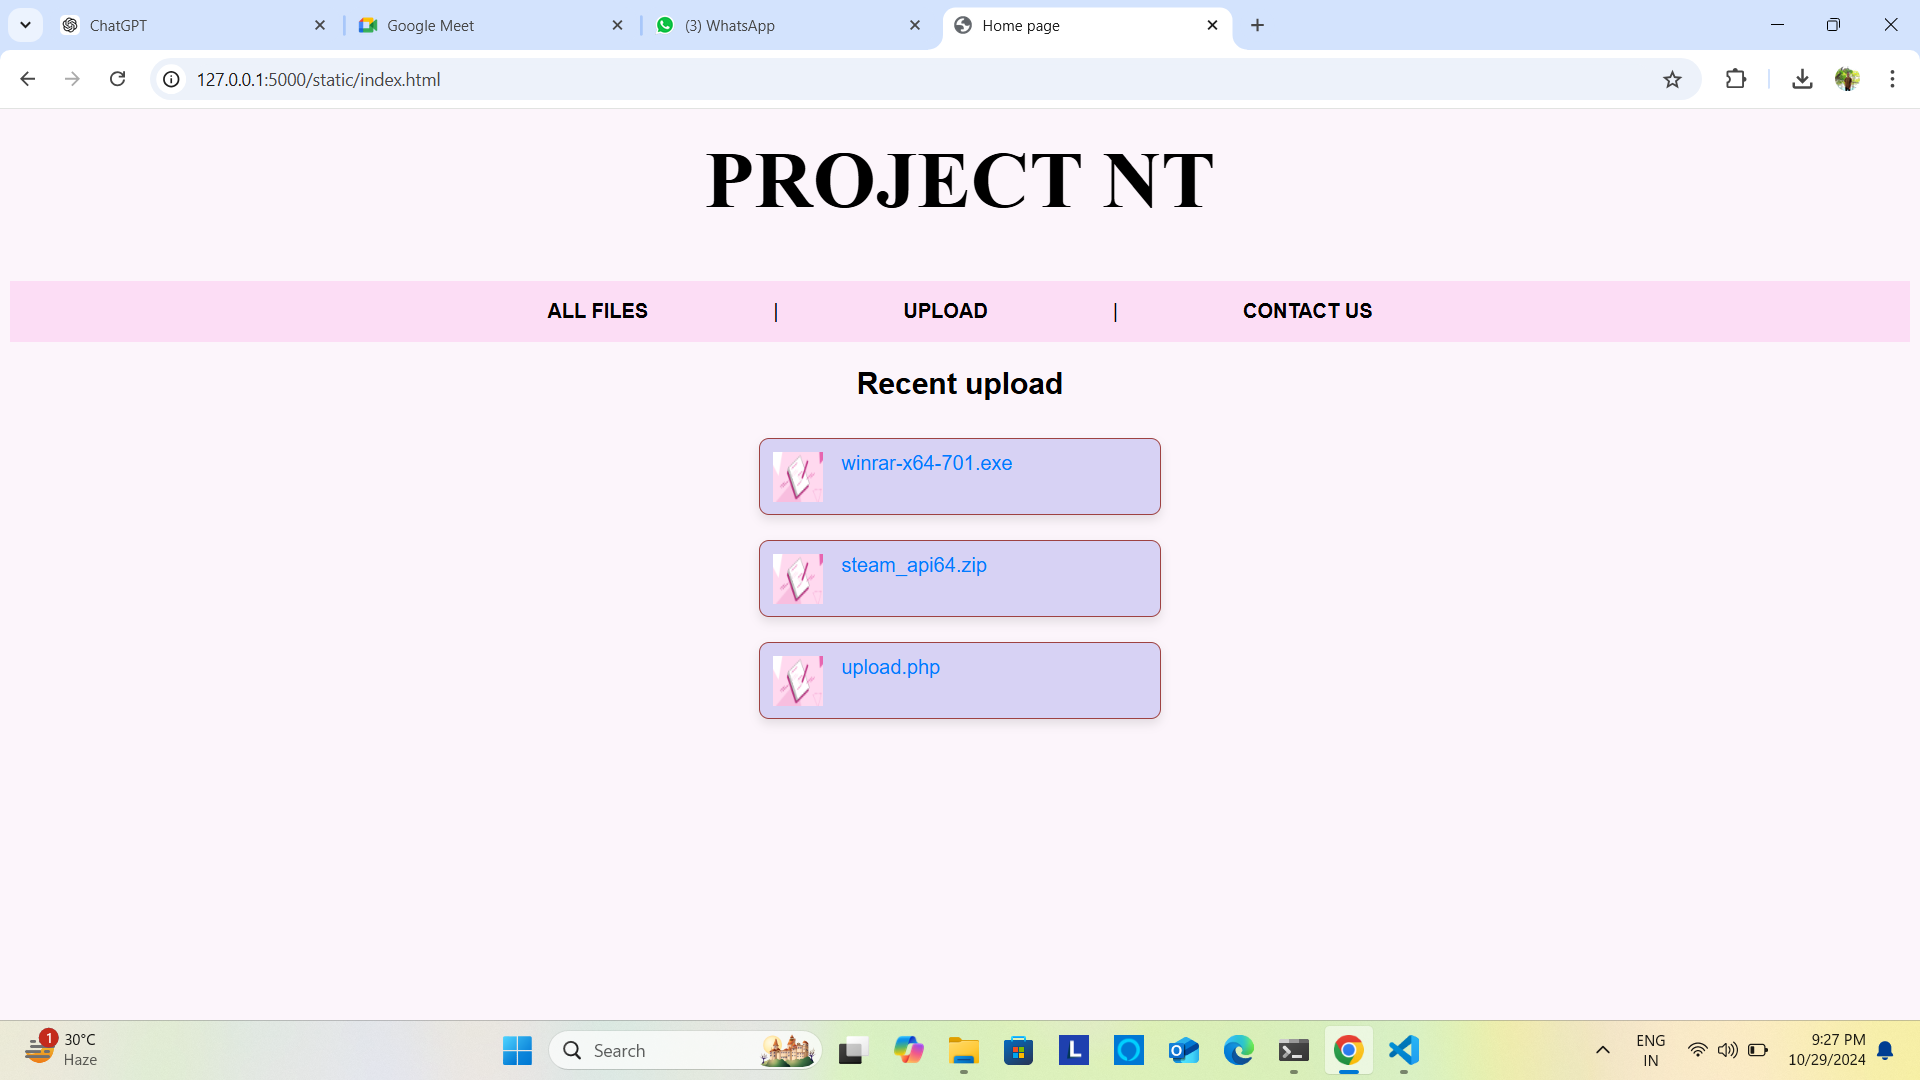 ChatGPT
Google Meet
(3) WhatsApp
Home page
127.0.0.1:5000/static/index.html
PROJECT NT
ALL FILES | UPLOAD | CONTACT US
Recent upload
winrar-x64-701.exe
steam_api64.zip
upload.php
1
30°C
Haze
Search
L
ENG
IN
9:27 PM
10/29/2024